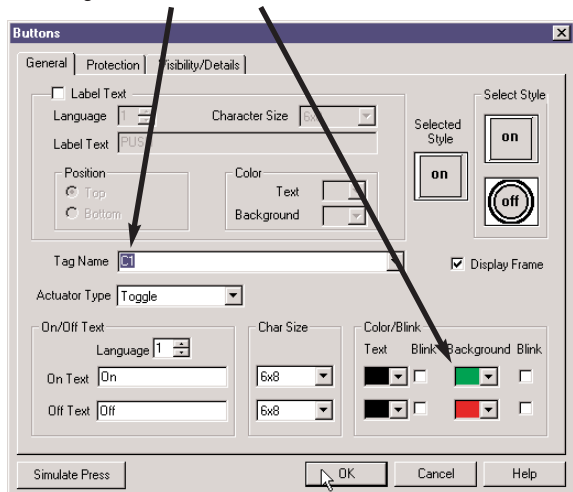 Buttons
General Protection Visibility/Details
Label Text
Select Style
Language 1 Character Size 6x8
Selected Style
on
Label Text PUSH
on
Position
Color
Top
Text
off
Bottom
Background
Tag Name C1
Display Frame
Actuator Type Toggle
On/Off Text
Char Size
Color/Blink
Language 1
Text Blink Background Blink
On Text On
6x8
Off Text Off
6x8
Simulate Press OK Cancel Help